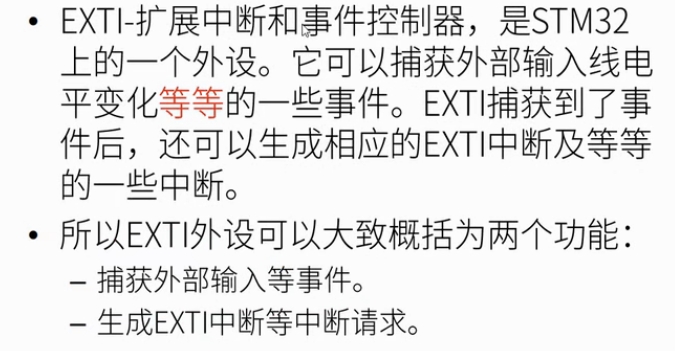 • EXTI-扩展中断和事件控制器，是STM32
上的一个外设。它可以捕获外部输入线电
平变化等等的一些事件。EXTI捕获到了事
件后，还可以生成相应的EXTI中断及等等
的一些中断。
• 所以EXTI外设可以大致概括为两个功能：
– 捕获外部输入等事件。
– 生成EXTI中断等中断请求。